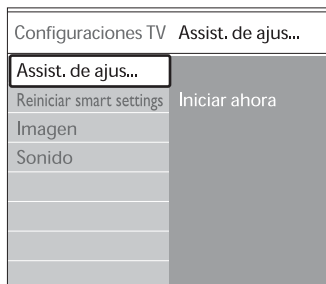 Configuraciones TV Assist. de ajus...
Assist. de ajus...
Reiniciar smart settings Iniciar ahora
Imagen
Sonido